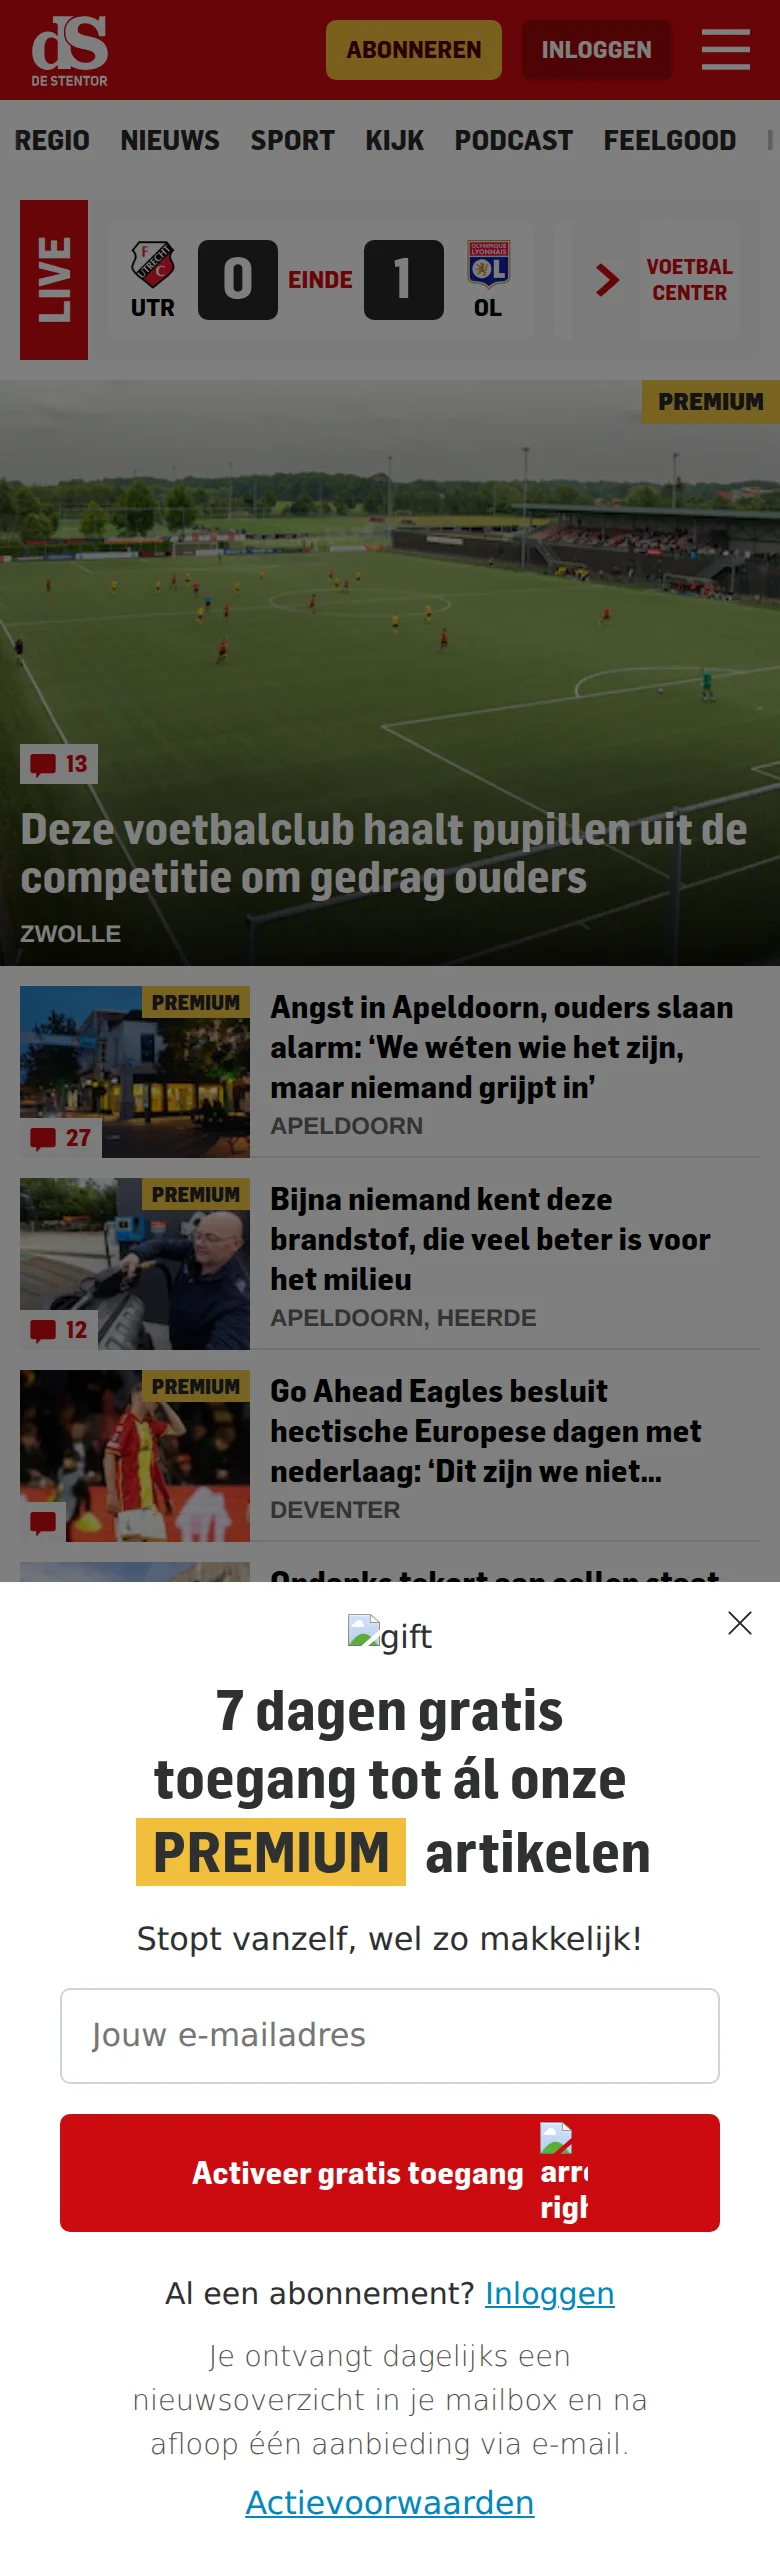 dS
DE STENTOR
ABONNEREN
INLOGGEN
REGIO NIEUWS SPORT KIJK PODCAST FEELGOOD
LIVE
F
UTRECHT
C
UTR
0
EINDE
1
OLYMPIQUE
LYONNAIS
OL
OL
VOETBAL
CENTER
PREMIUM
13
Deze voetbalclub haalt pupillen uit de
competitie om gedrag ouders
ZWOLLE
PREMIUM
27
Angst in Apeldoorn, ouders slaan
alarm: ‘We wéten wie het zijn,
maar niemand grijpt in’
APELDOORN
PREMIUM
12
Bijna niemand kent deze
brandstof, die veel beter is voor
het milieu
APELDOORN, HEERDE
PREMIUM
Go Ahead Eagles besluit
hectische Europese dagen met
nederlaag: ‘Dit zijn we niet...
DEVENTER
gift
7 dagen gratis
toegang tot ál onze
PREMIUM artikelen
Stopt vanzelf, wel zo makkelijk!
Jouw e-mailadres
Activeer gratis toegang
Al een abonnement? Inloggen
Je ontvangt dagelijks een
nieuwsoverzicht in je mailbox en na
afloop één aanbieding via e-mail.
Actievoorwaarden